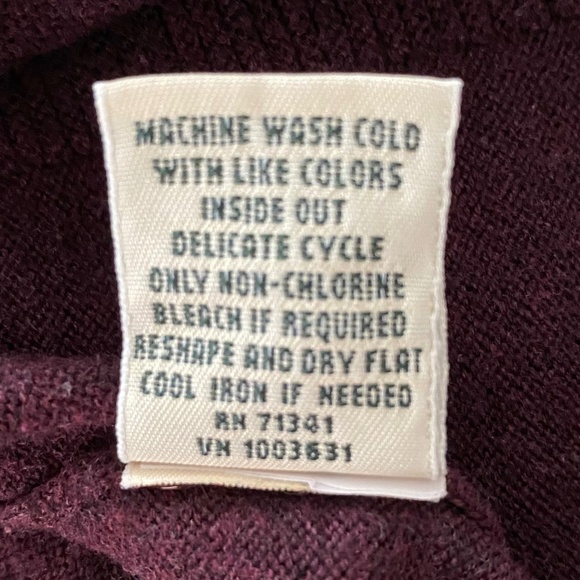 MACHINE WASH COLD
WITH LIKE COLORS
INSIDE OUT
DELICATE CYCLE
ONLY NON-CHLORINE
BLEACH IF REQUIRED
RESHAPE AND DRY FLAT
COOL IRON IF NEEDED
RN 71341
VN 1003631